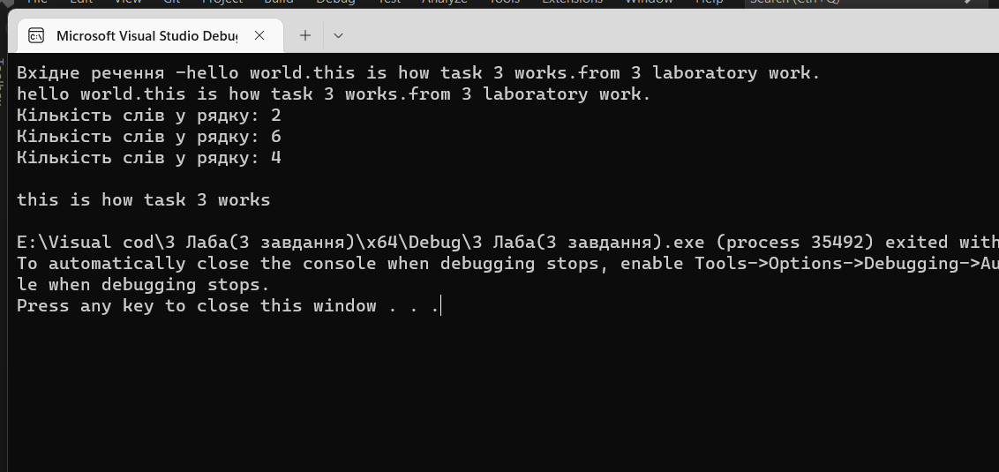 File Edit View Git Project Build Debug Test Analyze Tools Extensions Window Help Search (Ctrl+Q)
Microsoft Visual Studio Debug
Вхідне речення -hello world.this is how task 3 works.from 3 laboratory work.
hello world.this is how task 3 works.from 3 laboratory work.
Кількість слів у рядку: 2
Кількість слів у рядку: 6
Кількість слів у рядку: 4
this is how task 3 works
E:\Visual cod\3 Лаба(3 завдання)\x64\Debug\3 Лаба(3 завдання).exe (process 35492) exited with
To automatically close the console when debugging stops, enable Tools->Options->Debugging->Au
le when debugging stops.
Press any key to close this window . . .